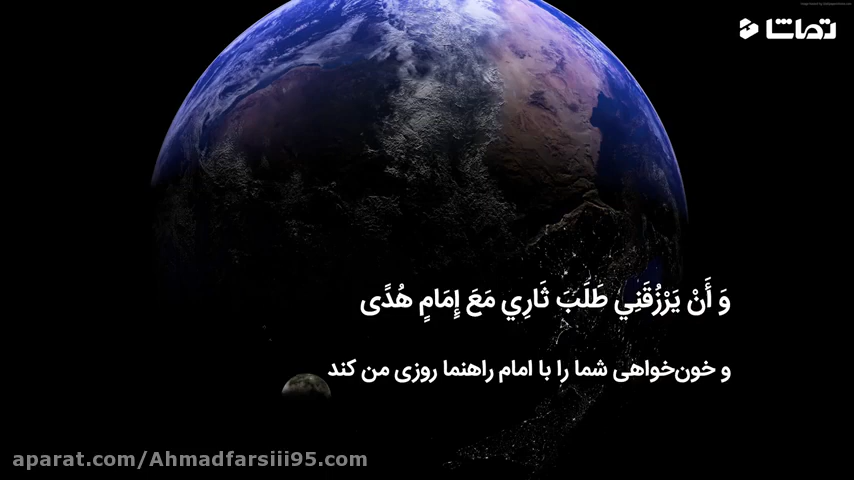 تماشا
وَ أَنْ يَرْزُقَنِي طَلَبَ ثَارِي مَعَ إِمَامٍ هُدًى
و خون‌خواهی شما را با امام راهنما روزی من کند
aparat.com/Ahmadfarsiii95.com